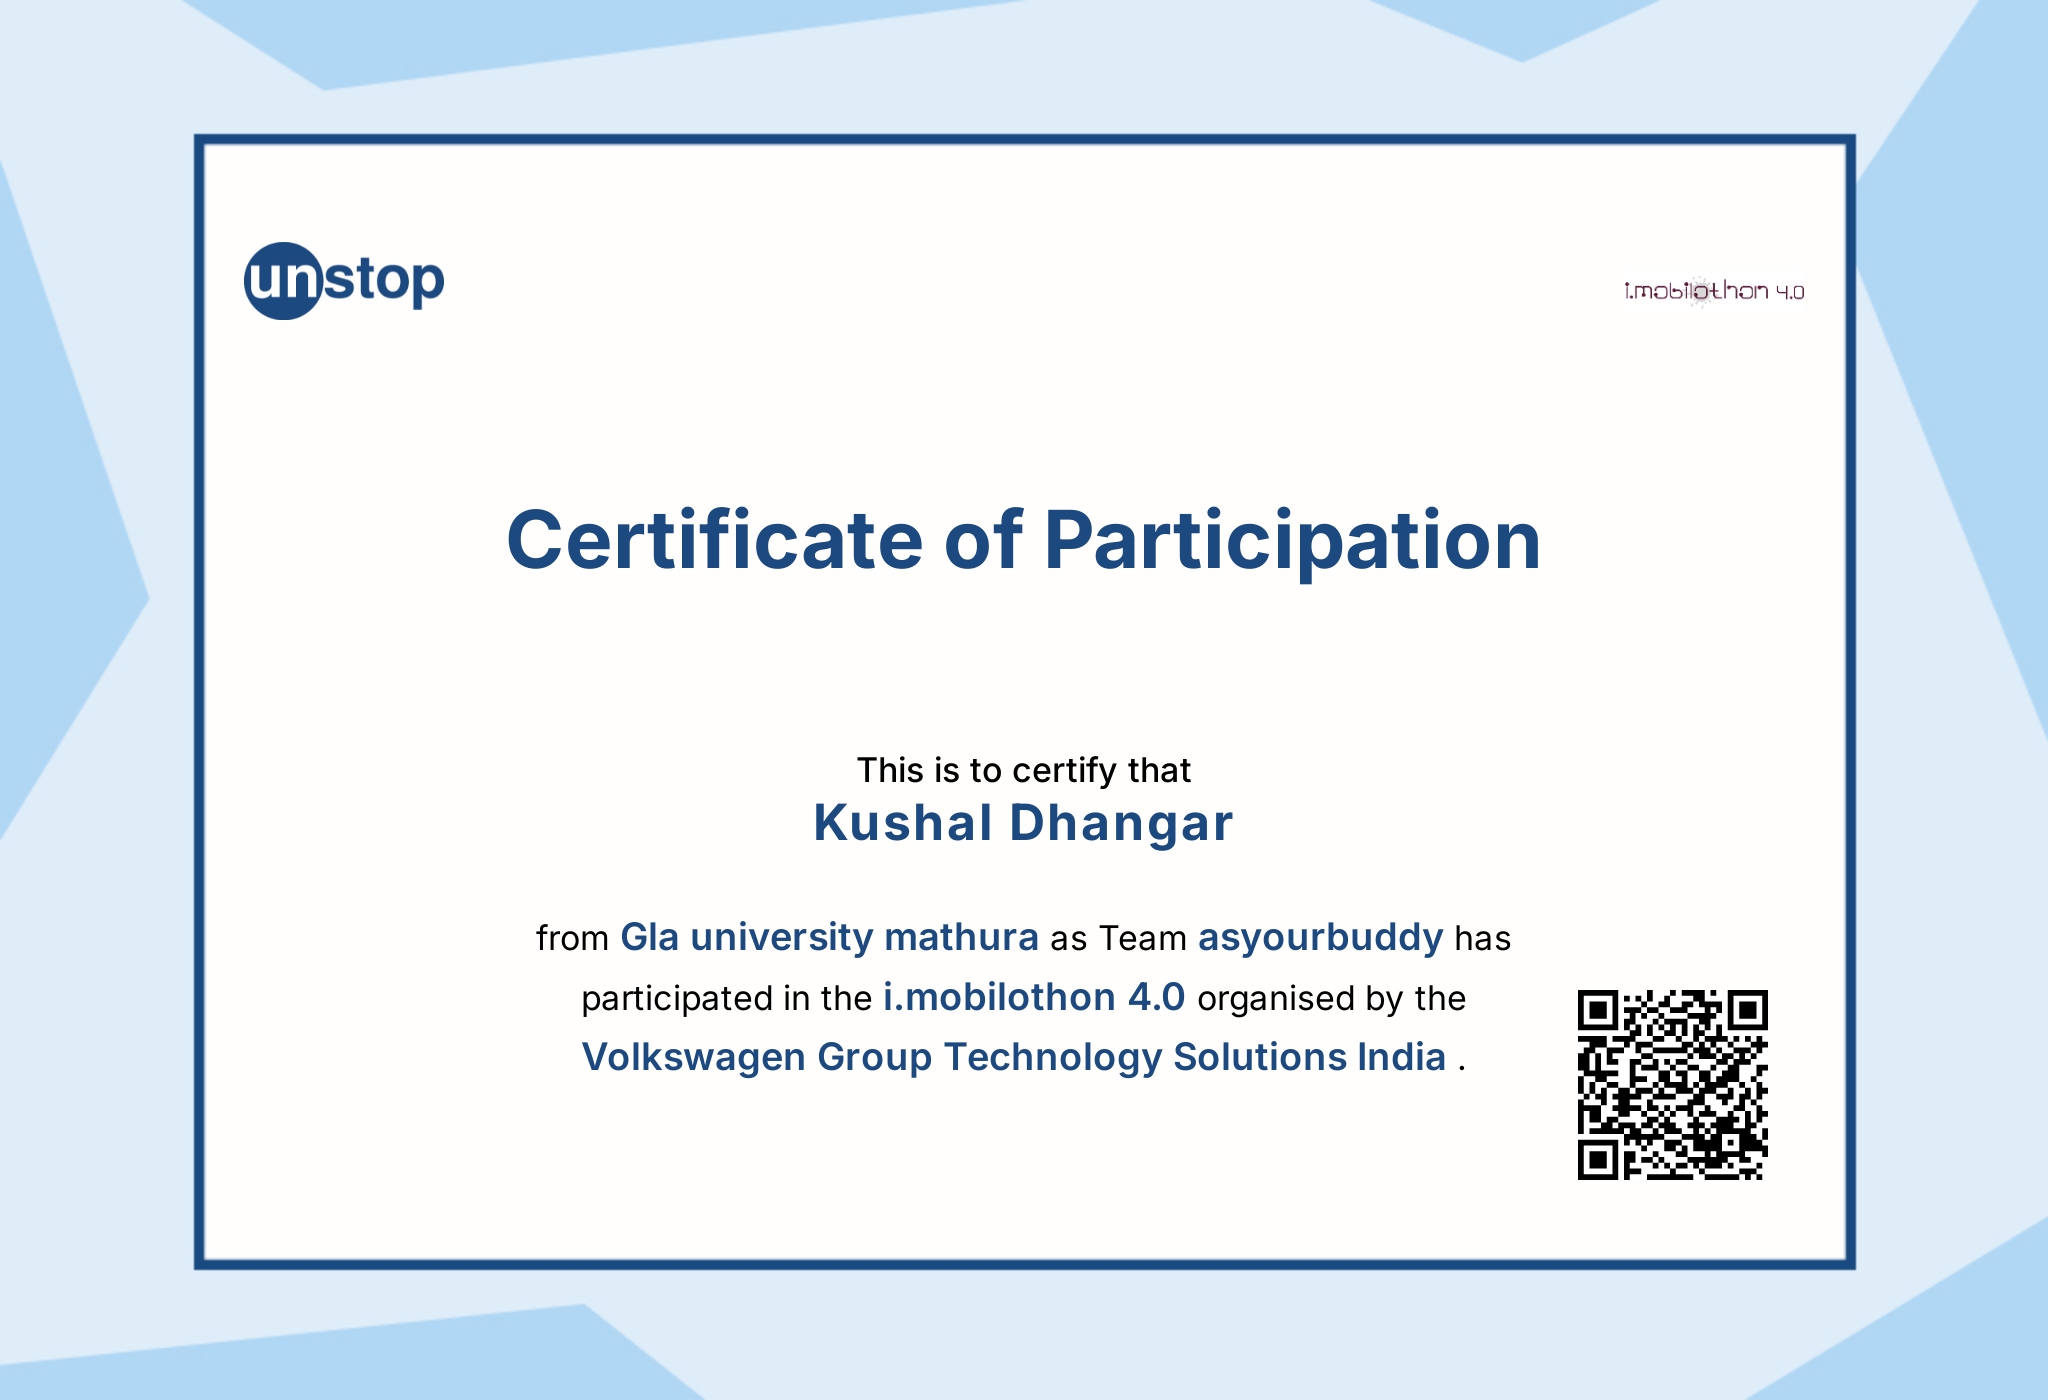 unstop
i.mobilothon 4.0
Certificate of Participation
This is to certify that
Kushal Dhangar
from Gla university mathura as Team asyourbuddy has
participated in the i.mobilothon 4.0 organised by the
Volkswagen Group Technology Solutions India .